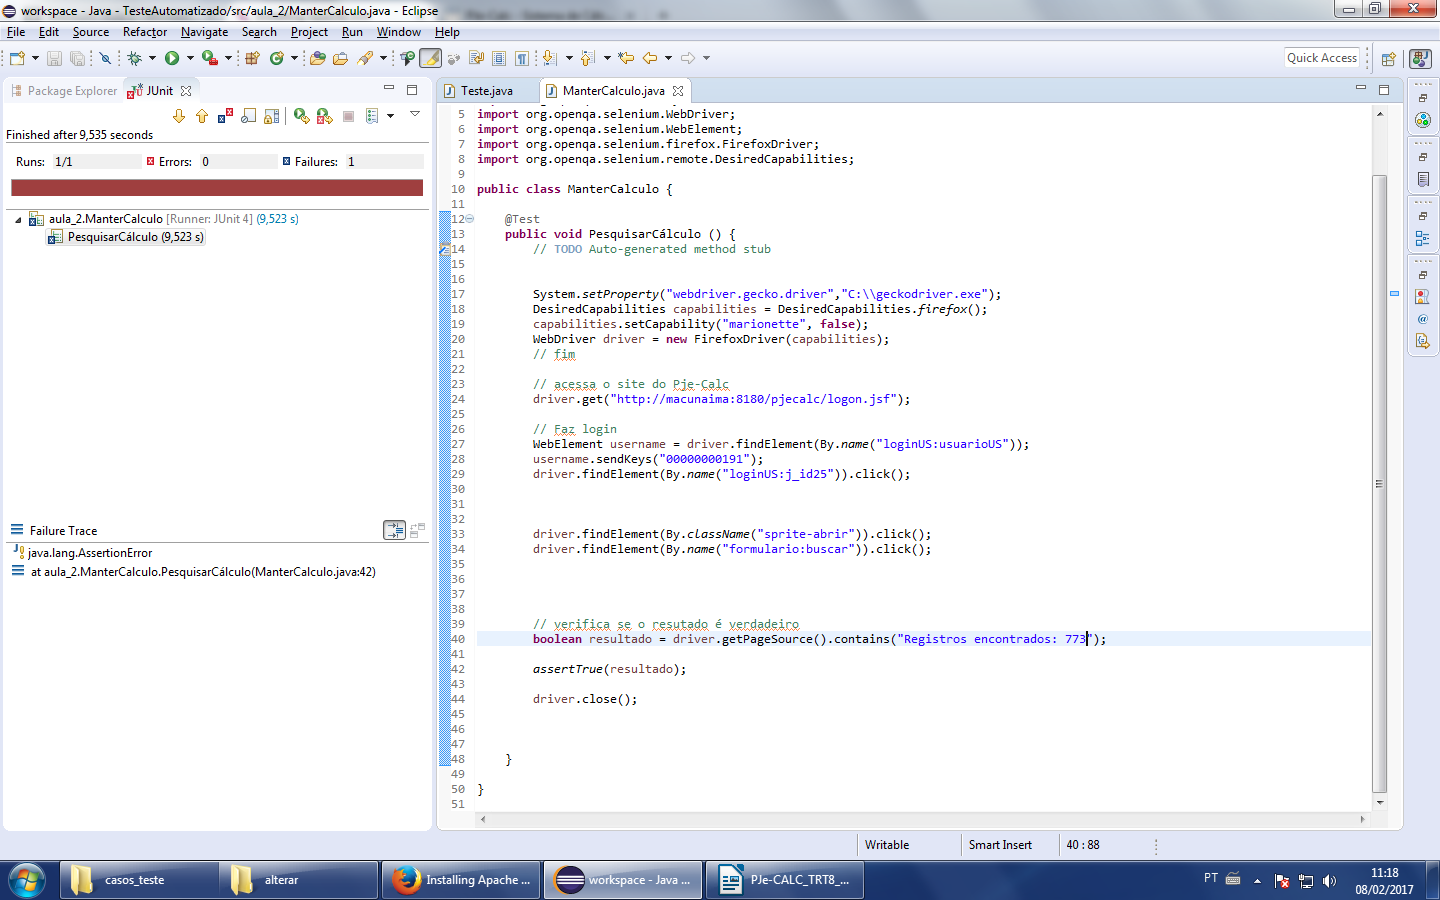 workspace - Java - TesteAutomatizado/src/aula_2/ManterCalculo.java - Eclipse
File Edit Source Refactor Navigate Search Project Run Window Help
Quick Access
Package Explorer JUnit
Finished after 9,535 seconds
Runs: 1/1 Errors: 0 Failures: 1
aula_2.ManterCalculo [Runner: JUnit 4] (9,523 s)
PesquisarCálculo (9,523 s)
Failure Trace
java.lang.AssertionError
at aula_2.ManterCalculo.PesquisarCálculo(ManterCalculo.java:42)
Teste.java ManterCalculo.java
5 import org.openqa.selenium.WebDriver;
6 import org.openqa.selenium.WebElement;
7 import org.openqa.selenium.firefox.FirefoxDriver;
8 import org.openqa.selenium.remote.DesiredCapabilities;
9
10 public class ManterCalculo {
11
12 @Test
13 public void PesquisarCálculo () {
14 // TODO Auto-generated method stub
15
16
17 System.setProperty("webdriver.gecko.driver","C:\\geckodriver.exe");
18 DesiredCapabilities capabilities = DesiredCapabilities.firefox();
19 capabilities.setCapability("marionette", false);
20 WebDriver driver = new FirefoxDriver(capabilities);
21 // fim
22
23 // acessa o site do Pje-Calc
24 driver.get("http://macunaima:8180/pjecalc/logon.jsf");
25
26 // Faz login
27 WebElement username = driver.findElement(By.name("loginUS:usuarioUS"));
28 username.sendKeys("00000000191");
29 driver.findElement(By.name("loginUS:j_id25")).click();
30
31
32
33 driver.findElement(By.className("sprite-abrir")).click();
34 driver.findElement(By.name("formulario:buscar")).click();
35
36
37
38
39 // verifica se o resutado é verdadeiro
40 boolean resultado = driver.getPageSource().contains("Registros encontrados: 773");
41
42 assertTrue(resultado);
43
44 driver.close();
45
46
47
48 }
49
50 }
51
Writable Smart Insert 40 : 88
casos_teste alterar Installing Apache ... workspace - Java ... PJe-CALC_TRT8_...
PT
11:18
08/02/2017